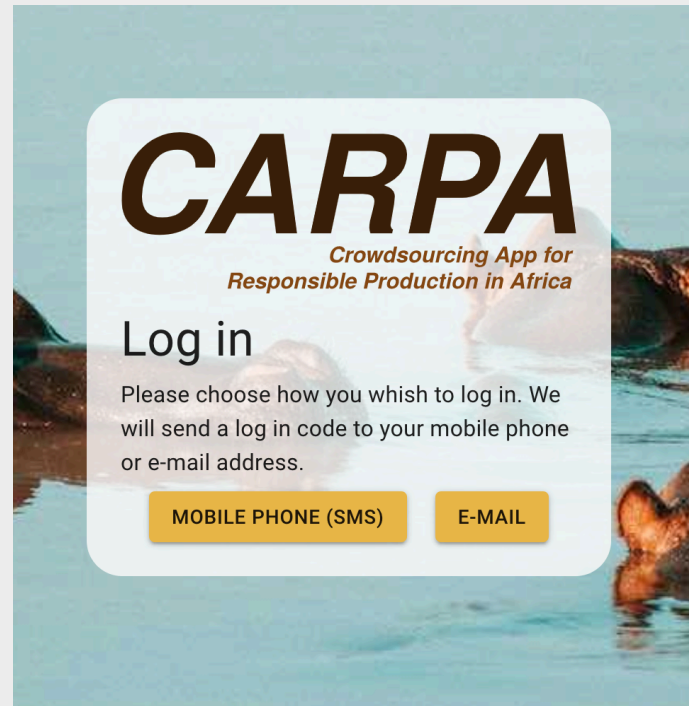 CARPA
Crowdsourcing App for
Responsible Production in Africa
Log in
Please choose how you whish to log in. We
will send a log in code to your mobile phone
or e-mail address.
MOBILE PHONE (SMS) E-MAIL